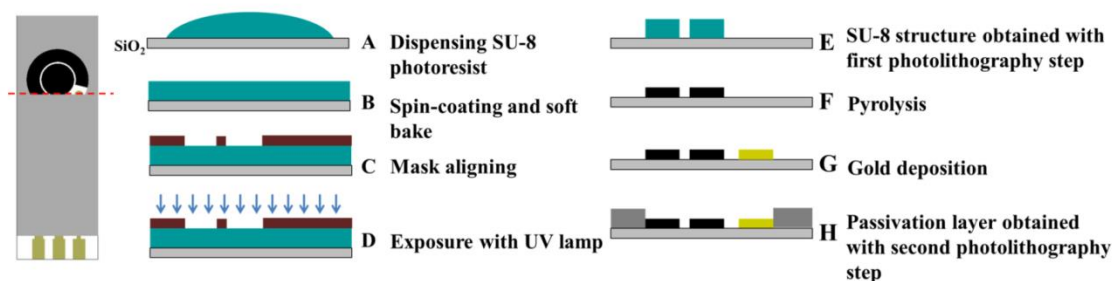 SiO2
A Dispensing SU-8
photoresist
B Spin-coating and soft
bake
C Mask aligning
D Exposure with UV lamp
E SU-8 structure obtained with
first photolithography step
F Pyrolysis
G Gold deposition
H Passivation layer obtained
with second photolithography
step